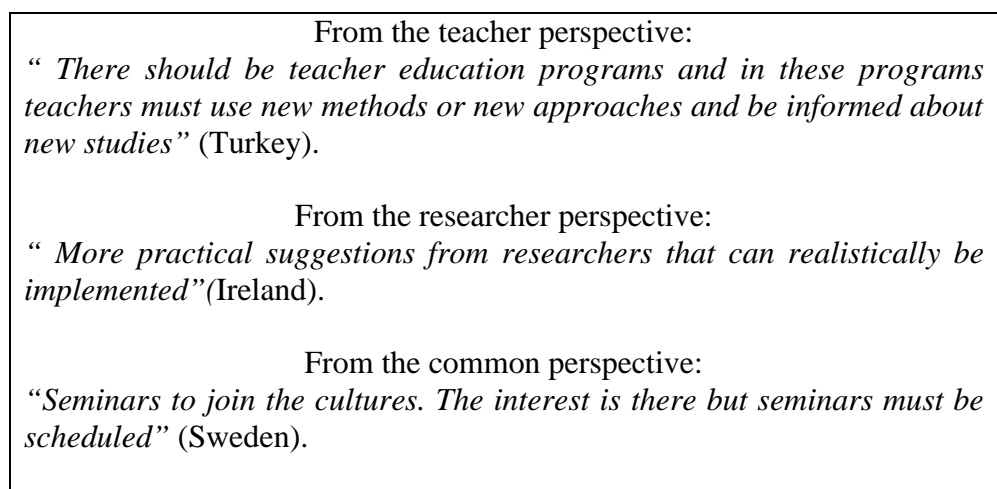 From the teacher perspective:
“ There should be teacher education programs and in these programs
teachers must use new methods or new approaches and be informed about
new studies” (Turkey).
From the researcher perspective:
“ More practical suggestions from researchers that can realistically be
implemented”(Ireland).
From the common perspective:
“Seminars to join the cultures. The interest is there but seminars must be
scheduled” (Sweden).